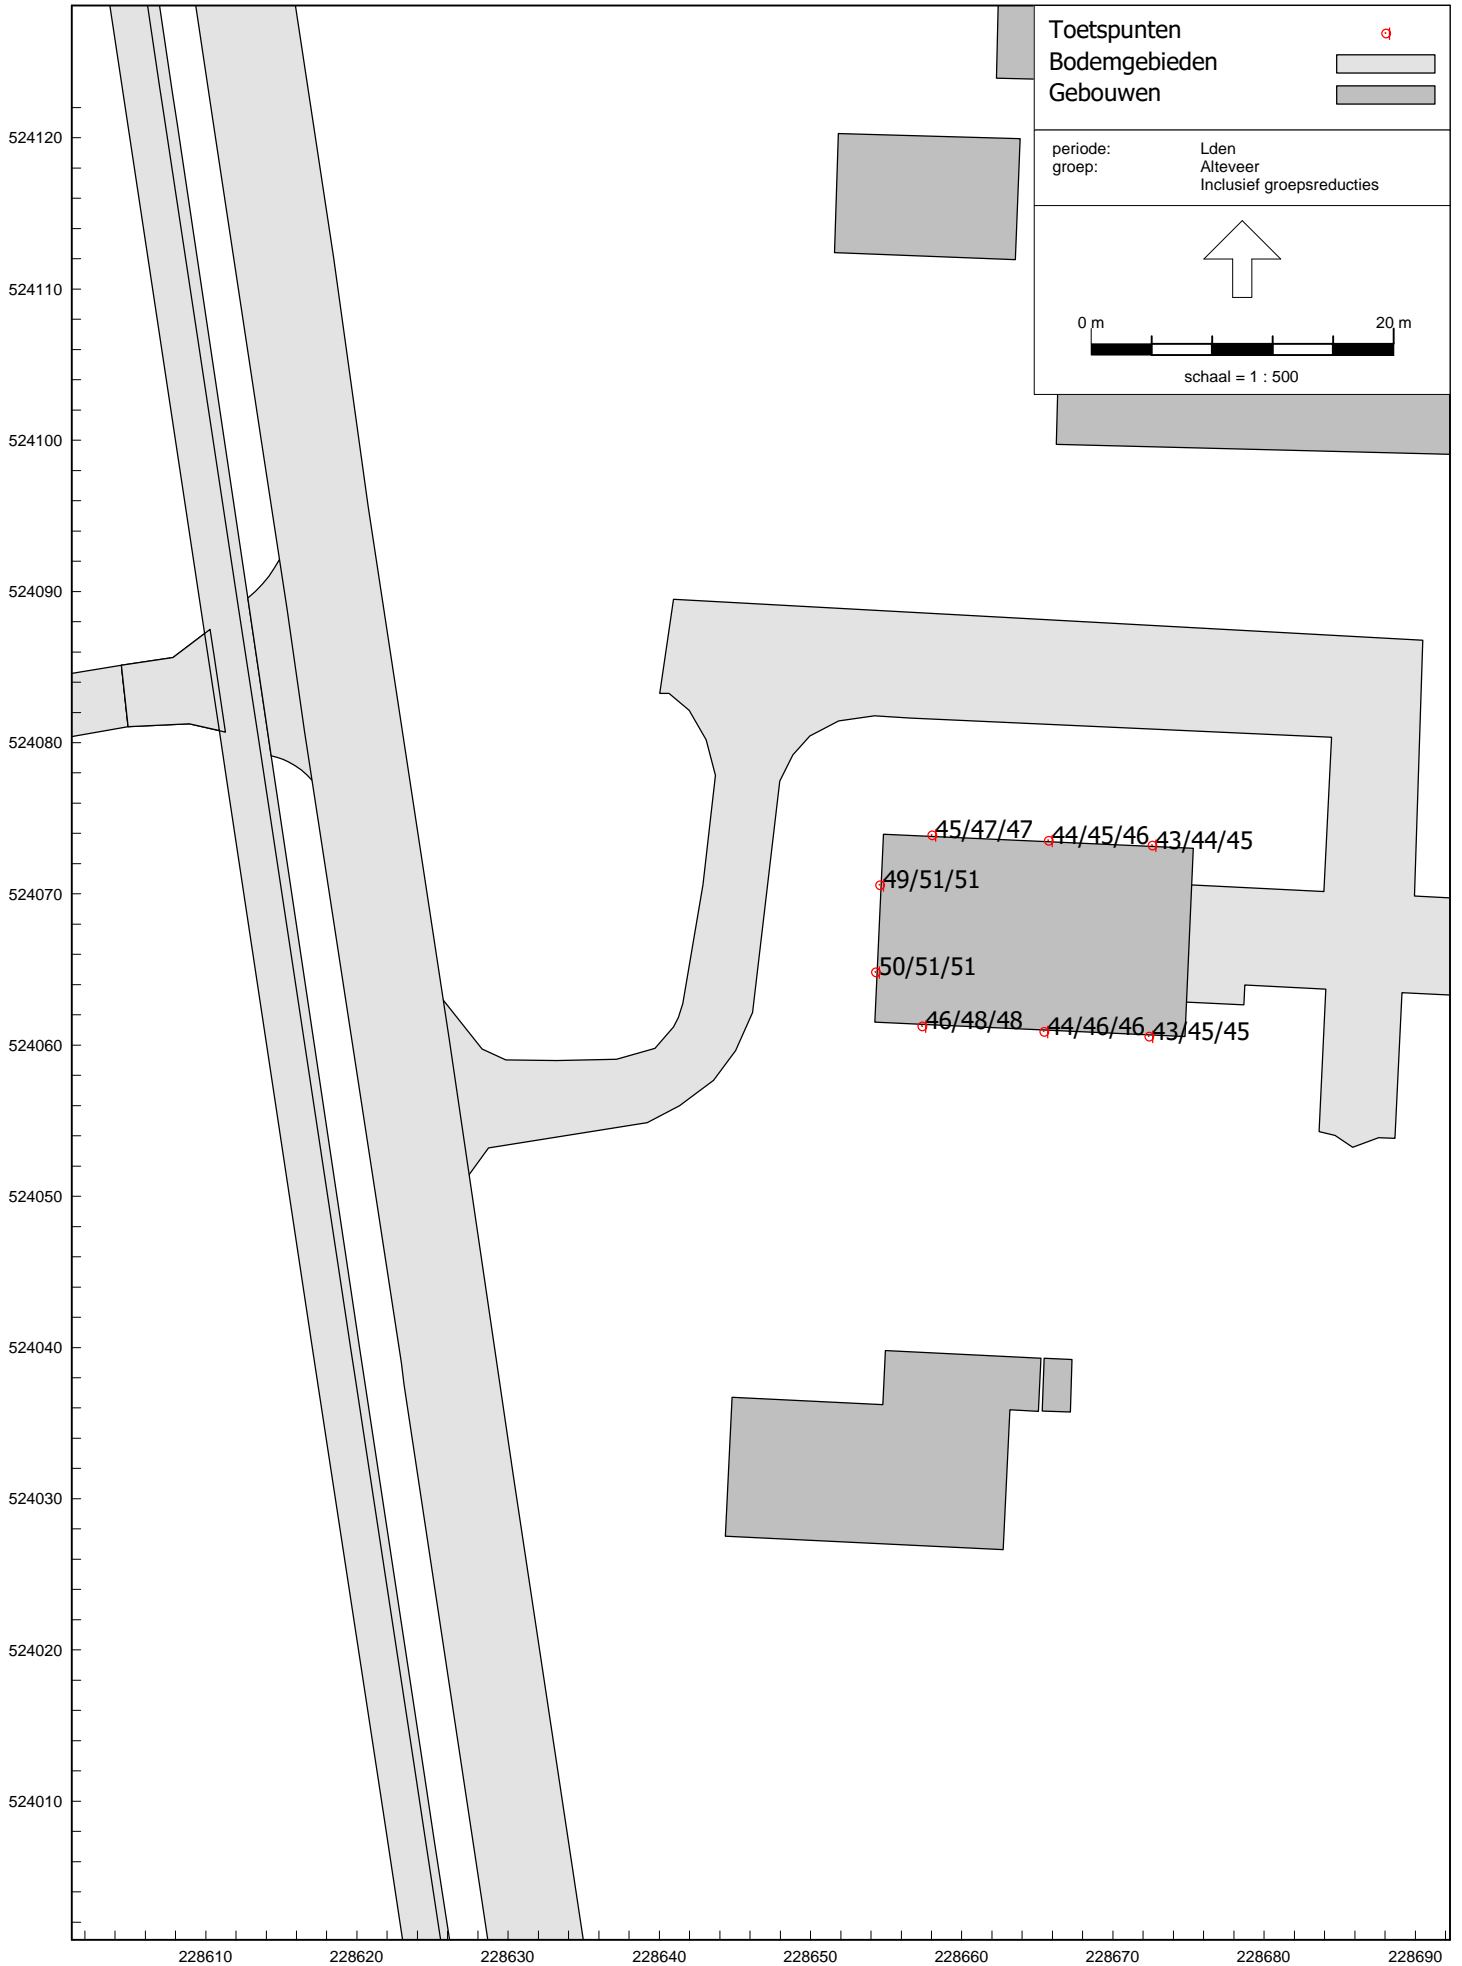 Toetspunten
Bodemgebieden
Gebouwen
periode: Lden
groep: Alteveer
Inclusief groepsreducties
0 m 20 m
schaal = 1 : 500
524120
524110
524100
524090
524080
524070
524060
524050
524040
524030
524020
524010
45/47/47 44/45/46 43/44/45
49/51/51
50/51/51
46/48/48 44/46/46 43/45/45
228610 228620 228630 228640 228650 228660 228670 228680 228690